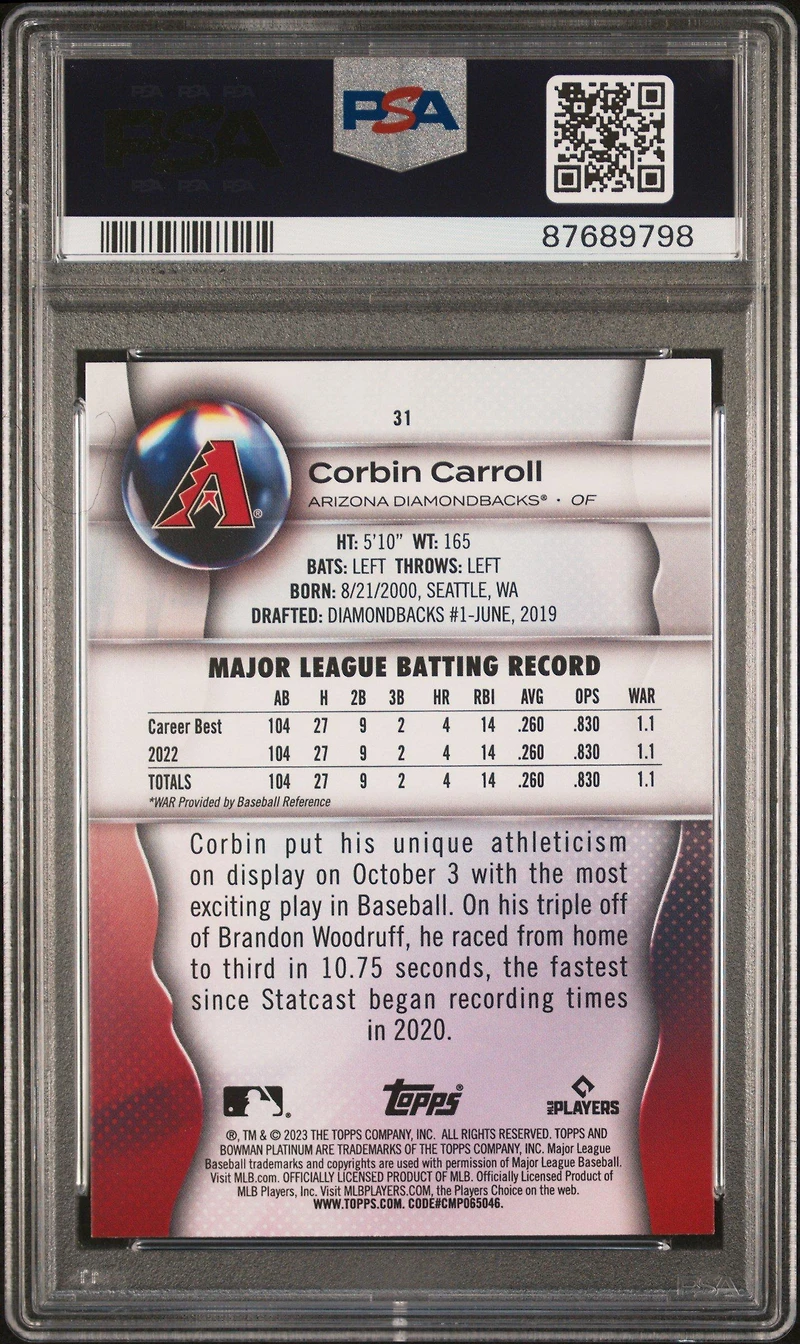 PSA PSA PSA
PSA
PSA
PSA PSA PSA
87689798
31
Corbin Carroll
ARIZONA DIAMONDBACKS® · OF
HT: 5'10" WT: 165
BATS: LEFT THROWS: LEFT
BORN: 8/21/2000, SEATTLE, WA
DRAFTED: DIAMONDBACKS #1-JUNE, 2019
MAJOR LEAGUE BATTING RECORD
AB H 2B 3B HR RBI AVG OPS WAR
Career Best 104 27 9 2 4 14 .260 .830 1.1
2022 104 27 9 2 4 14 .260 .830 1.1
TOTALS 104 27 9 2 4 14 .260 .830 1.1
*WAR Provided by Baseball Reference
Corbin put his unique athleticism
on display on October 3 with the most
exciting play in Baseball. On his triple off
of Brandon Woodruff, he raced from home
to third in 10.75 seconds, the fastest
since Statcast began recording times
in 2020.
Topps® MLB PLAYERS
®, TM & © 2023 THE TOPPS COMPANY, INC. ALL RIGHTS RESERVED. TOPPS AND
BOWMAN PLATINUM ARE TRADEMARKS OF THE TOPPS COMPANY, INC. Major League
Baseball trademarks and copyrights are used with permission of Major League Baseball.
Visit MLB.com. OFFICIALLY LICENSED PRODUCT OF MLB. Officially Licensed Product of
MLB Players, Inc. Visit MLBPLAYERS.COM, the Players Choice on the web.
WWW.TOPPS.COM. CODE#CMP065046.
PSA